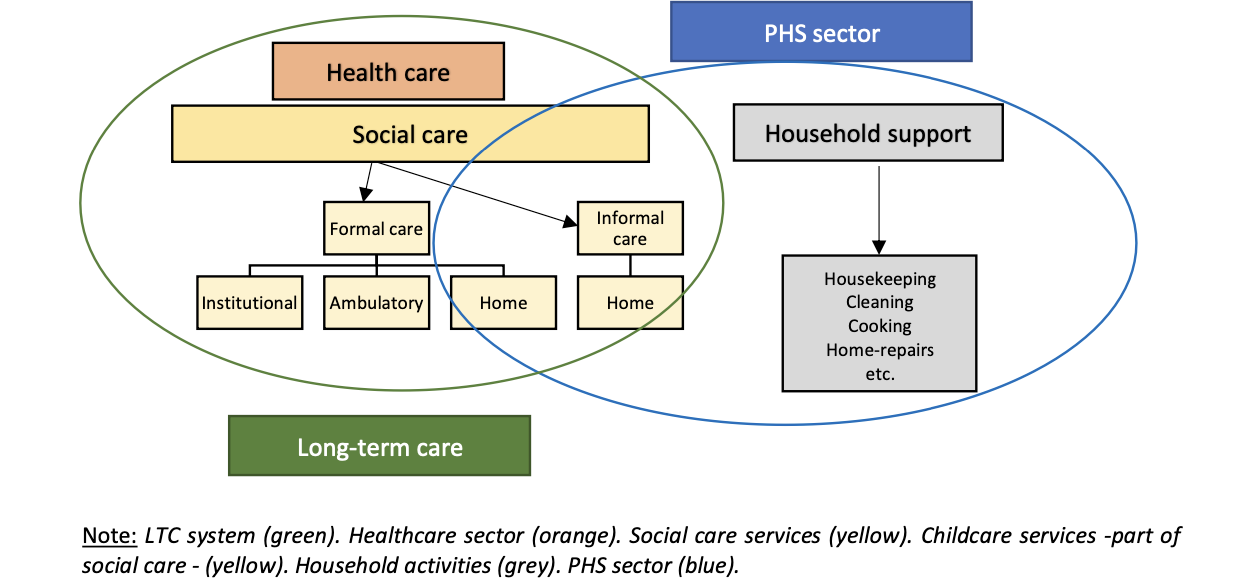 PHS sector
Health care
Social care
Household support
Formal care
Informal
care
Institutional
Ambulatory
Home
Home
Housekeeping
Cleaning
Cooking
Home-repairs
etc.
Long-term care
Note: LTC system (green). Healthcare sector (orange). Social care services (yellow). Childcare services -part of
social care - (yellow). Household activities (grey). PHS sector (blue).